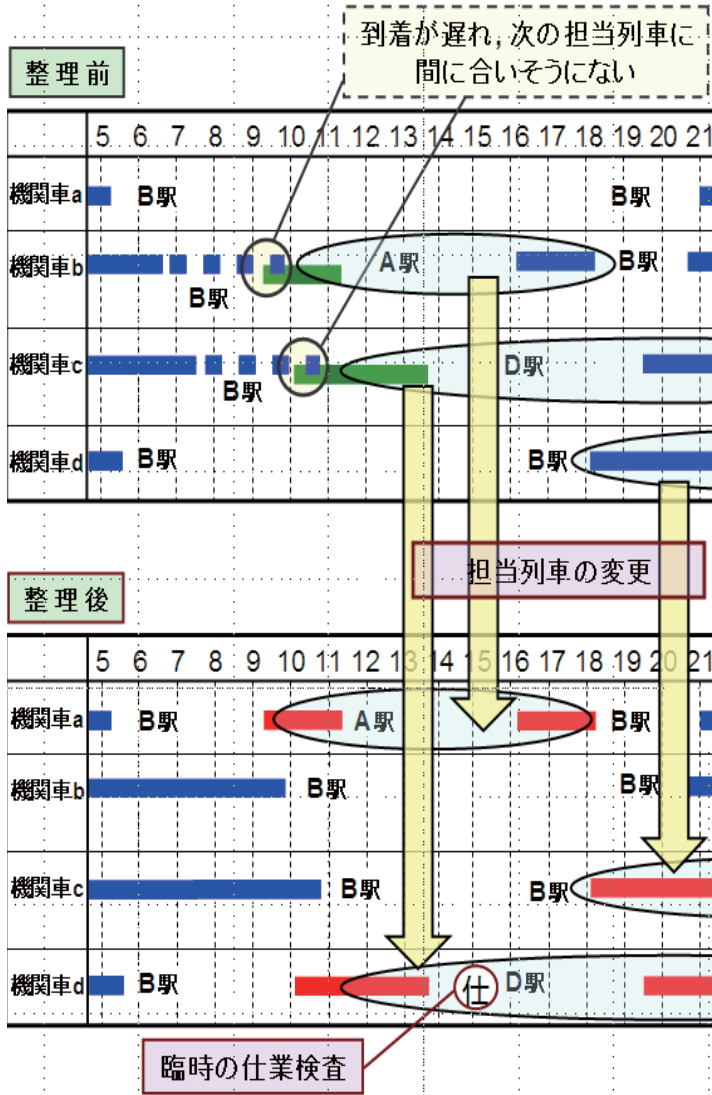 到着が遅れ,次の担当列車に
間に合いそうにない
整理前
5 6 7 8 9 10 11 12 13 14 15 16 17 18 19 20 21
機関車a B駅 B駅
機関車b A駅 B駅
B駅
機関車c D駅
B駅
機関車d B駅 B駅
担当列車の変更
整理後
5 6 7 8 9 10 11 12 13 14 15 16 17 18 19 20 21
機関車a B駅 A駅 B駅
機関車b B駅 B駅
機関車c B駅 B駅
機関車d B駅 仕 D駅
臨時の仕業検査